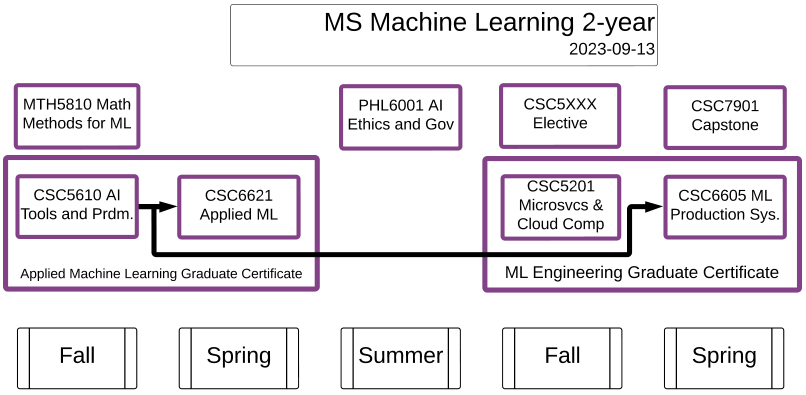 MS Machine Learning 2-year
2023-09-13
MTH5810 Math
Methods for ML
PHL6001 AI
Ethics and Gov
CSC5XXX
Elective
CSC7901
Capstone
CSC5610 AI
Tools and Prdm.
CSC6621
Applied ML
CSC5201
Microsvcs &
Cloud Comp
CSC6605 ML
Production Sys.
Applied Machine Learning Graduate Certificate
ML Engineering Graduate Certificate
Fall
Spring
Summer
Fall
Spring